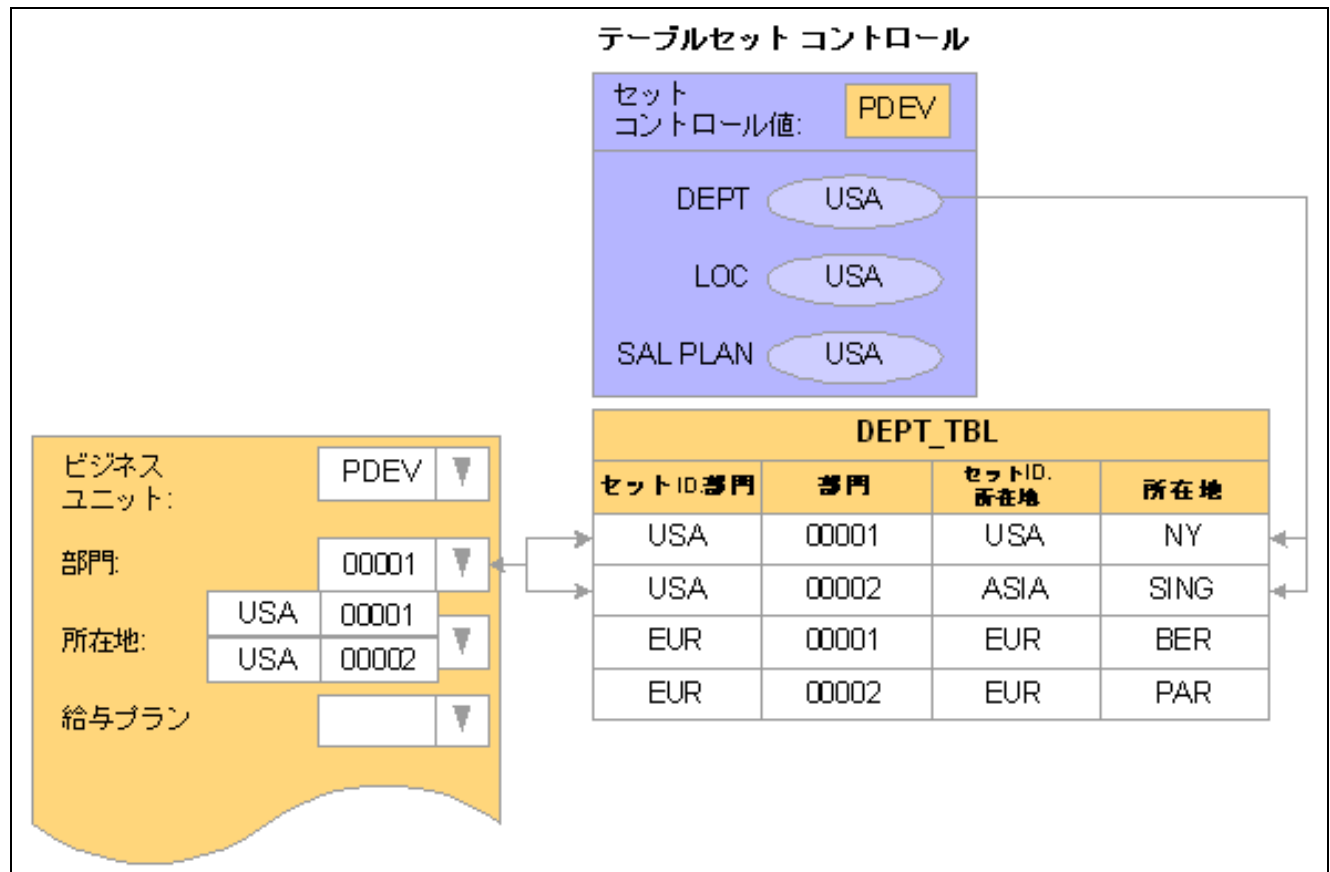 テーブルセット コントロール
セット
コントロール値:
PDEV
DEPT USA
LOC USA
SAL PLAN USA
DEPT_TBL
セットID.部門 部門 セットID. 所在地
所在地
USA 00001 USA NY
USA 00002 ASIA SING
EUR 00001 EUR BER
EUR 00002 EUR PAR
ビジネス
ユニット:
PDEV
部門: 00001
USA 00001
所在地:
USA 00002
給与プラン